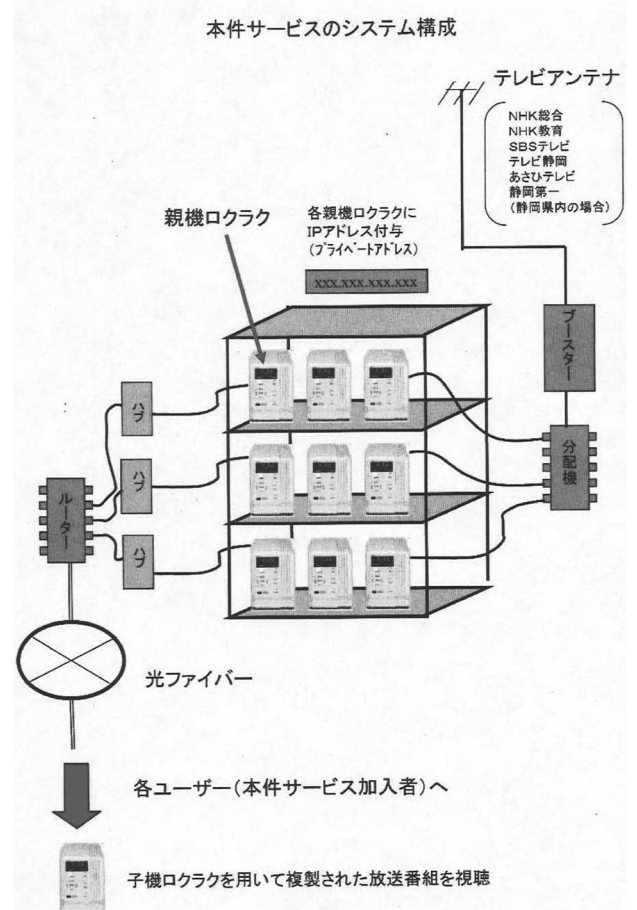 本件サービスのシステム構成
テレビアンテナ
NHK総合
NHK教育
SBSテレビ
テレビ静岡
あさひテレビ
静岡第一
(静岡県内の場合)
親機ロクラク
各親機ロクラクに
IPアドレス付与
(プライベートアドレス)
XXX.XXX.XXX.XXX
ブースター
ハブ
分配機
ハブ
ルーター
ハブ
光ファイバー
各ユーザー(本件サービス加入者)へ
子機ロクラクを用いて複製された放送番組を視聴